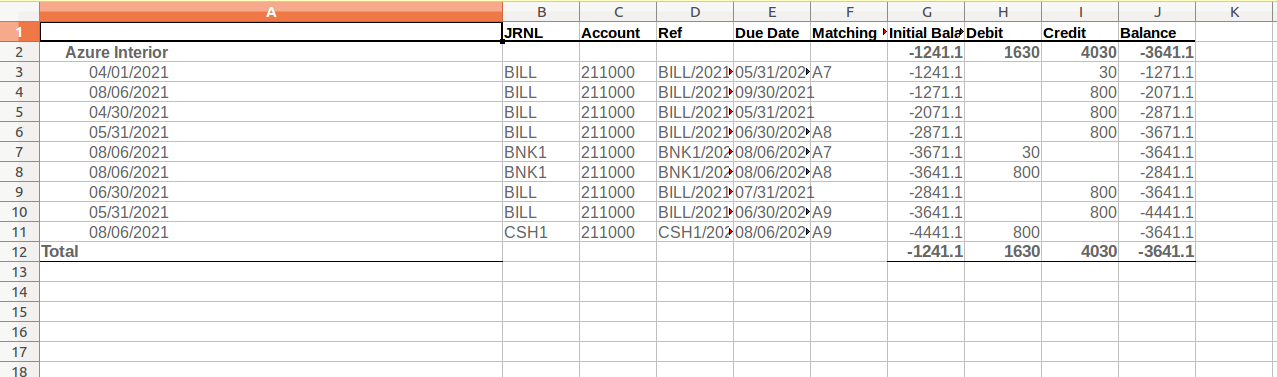 A B C D E F G H I J K
1 JRNL Account Ref Due Date Matching Initial Bala Debit Credit Balance
2 Azure Interior -1241.1 1630 4030 -3641.1
3 04/01/2021 BILL 211000 BILL/2021 05/31/202 A7 -1241.1 30 -1271.1
4 08/06/2021 BILL 211000 BILL/2021 09/30/2021 -1271.1 800 -2071.1
5 04/30/2021 BILL 211000 BILL/2021 05/31/2021 -2071.1 800 -2871.1
6 05/31/2021 BILL 211000 BILL/2021 06/30/202 A8 -2871.1 800 -3671.1
7 08/06/2021 BNK1 211000 BNK1/202 08/06/202 A7 -3671.1 30 -3641.1
8 08/06/2021 BNK1 211000 BNK1/202 08/06/202 A8 -3641.1 800 -2841.1
9 06/30/2021 BILL 211000 BILL/2021 07/31/2021 -2841.1 800 -3641.1
10 05/31/2021 BILL 211000 BILL/2021 06/30/202 A9 -3641.1 800 -4441.1
11 08/06/2021 CSH1 211000 CSH1/202 08/06/202 A9 -4441.1 800 -3641.1
12 Total -1241.1 1630 4030 -3641.1
13
14
15
16
17
18